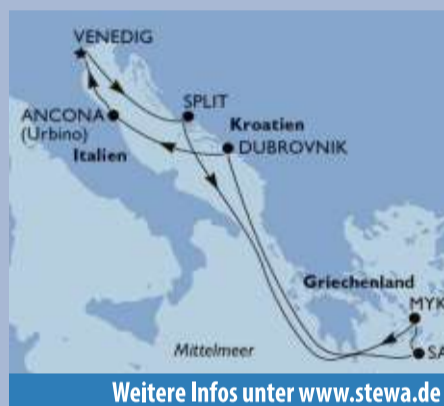 VENEDIG
SPLIT
ANCONA
(Urbino)
Kroatien
DUBROVNIK
Italien
Griechenland
MYK
SA
Mittelmeer
Weitere Infos unter www.stewa.de